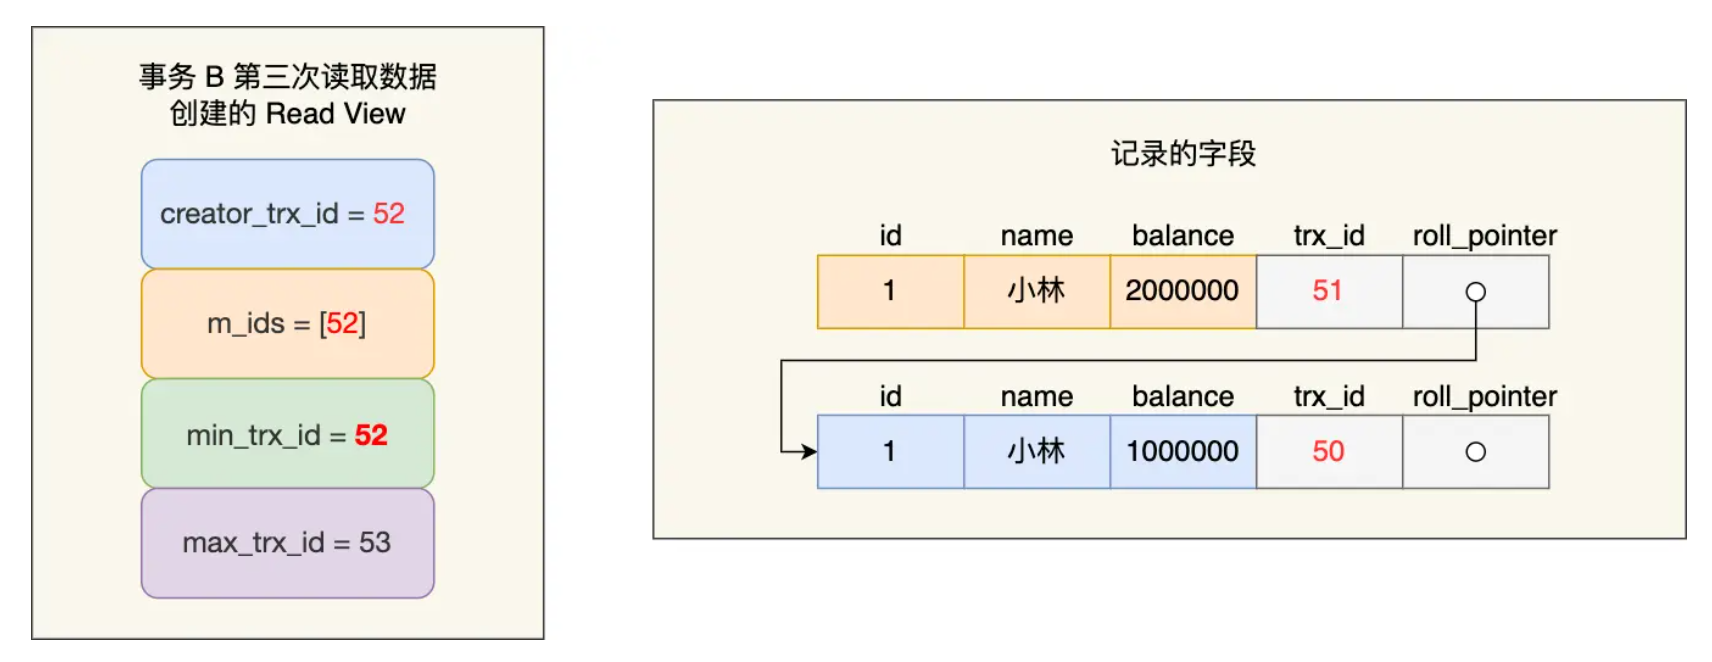 事务 B 第三次读取数据
创建的 Read View
creator_trx_id = 52
m_ids = [52]
min_trx_id = 52
max_trx_id = 53
记录的字段
id name balance trx_id roll_pointer
1 小林 2000000 51
id name balance trx_id roll_pointer
1 小林 1000000 50